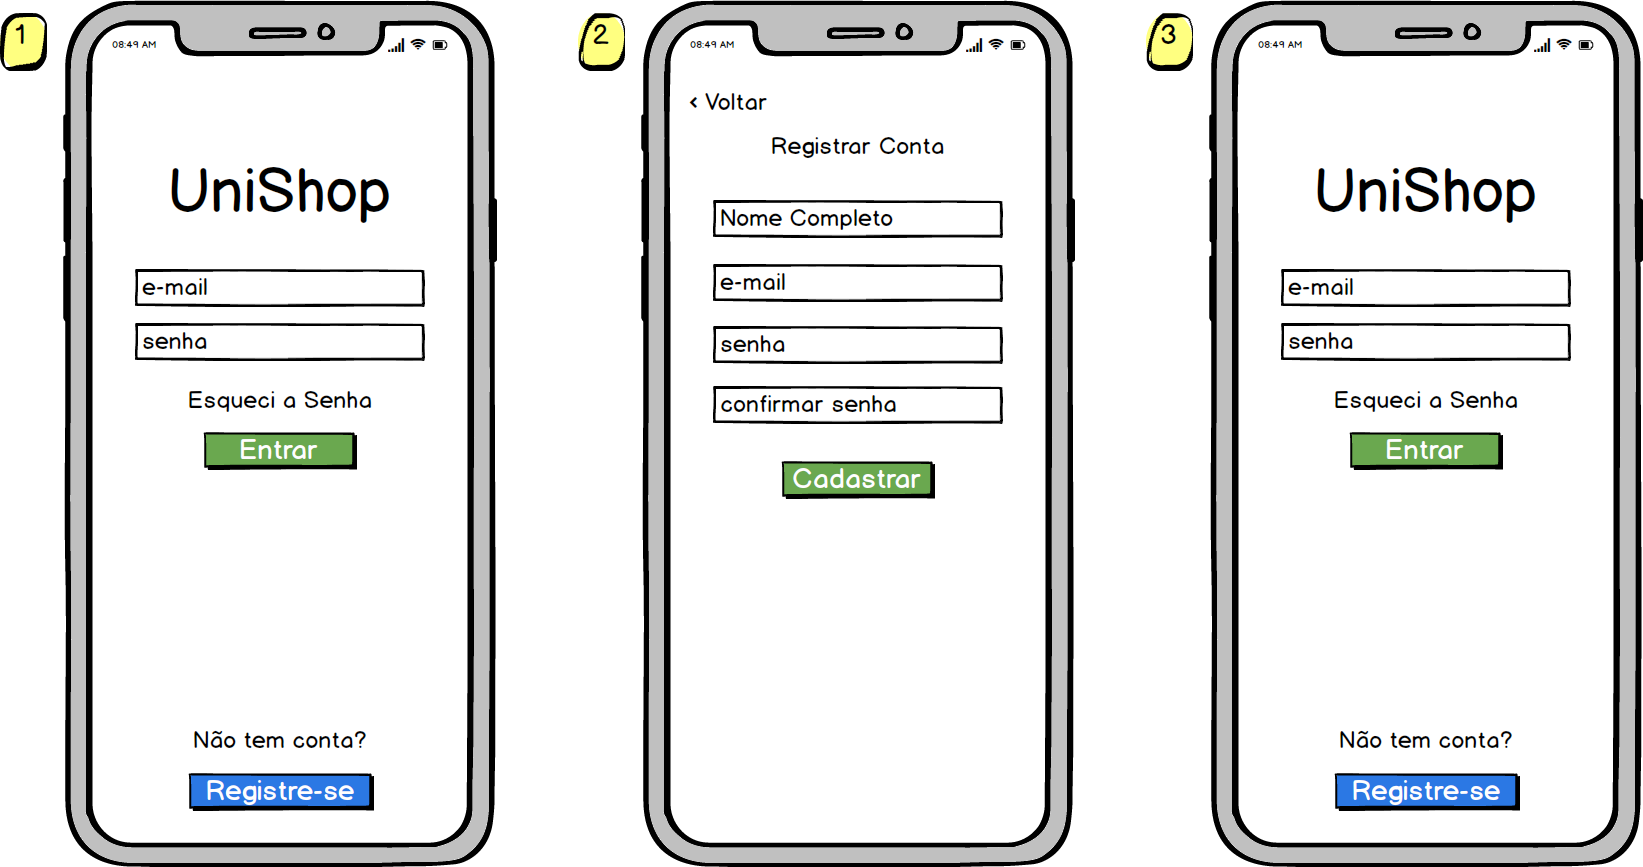 1
08:49 AM
UniShop
e-mail
senha
Esqueci a Senha
Entrar
Não tem conta?
Registre-se
2
08:49 AM
< Voltar
Registrar Conta
Nome Completo
e-mail
senha
confirmar senha
Cadastrar
3
08:49 AM
UniShop
e-mail
senha
Esqueci a Senha
Entrar
Não tem conta?
Registre-se